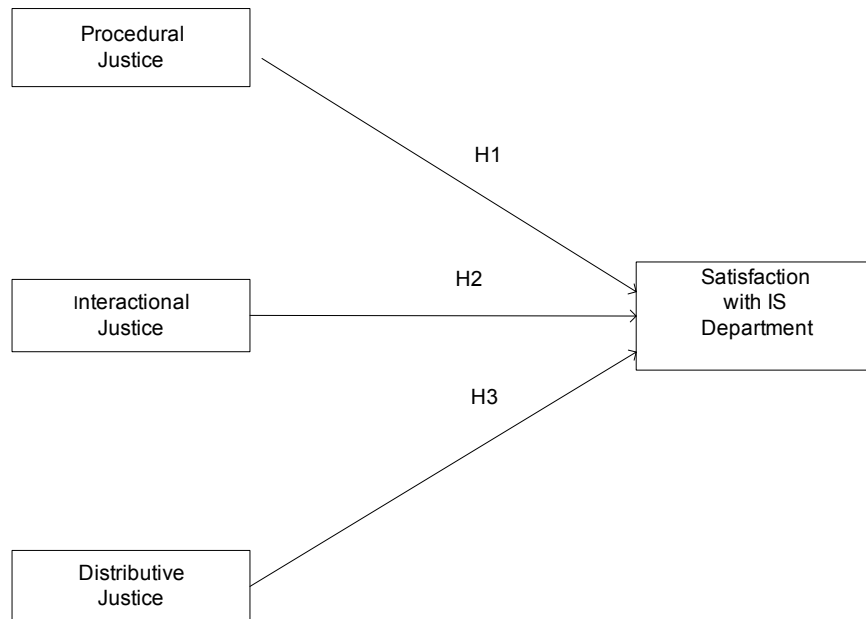 Procedural
Justice
H1
Interactional
Justice
H2
Satisfaction
with IS
Department
H3
Distributive
Justice